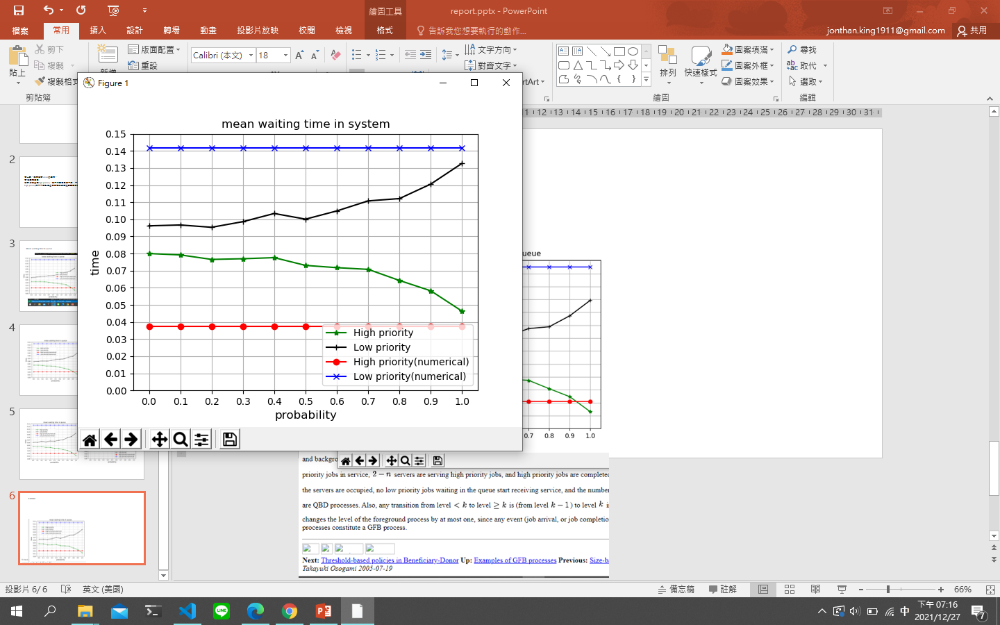 繪圖工具
report.pptx - PowerPoint
檔案
常用
插入
設計
轉場
動畫
投影片放映
校閱
檢視
格式
告訴我您想要執行的動作...
jonthan.king1911@gmail.com
共用
貼上
剪下
複製
複製格式
剪貼簿
版面配置
重設
Calibri (本文)
18
文字方向
對齊文字
排列
快速樣式
圖案填滿
圖案外框
圖案效果
繪圖
尋找
取代
選取
編輯
Figure 1
mean waiting time in system
0.15
0.14
0.13
0.12
0.11
0.10
0.09
0.08
0.07
0.06
0.05
0.04
0.03
0.02
0.01
0.00
time
0.0 0.1 0.2 0.3 0.4 0.5 0.6 0.7 0.8 0.9 1.0
probability
High priority
Low priority
High priority(numerical)
Low priority(numerical)
12 13 14 15 16 17 18 19 20 21 22 23 24 25 26 27 28 29 30 31
2
3
4
5
6
ueue
0.7 0.8 0.9 1.0
and backgro
priority jobs in service, 2 − n servers are serving high priority jobs, and high priority jobs are completed
the servers are occupied, no low priority jobs waiting in the queue start receiving service, and the number
are QBD processes. Also, any transition from level < k to level ≥ k is (from level k − 1) to level k i
changes the level of the foreground process by at most one, since any event (job arrival, or job completio
processes constitute a GFB process.
Next: Threshold-based policies in Beneficiary-Donor Up: Examples of GFB processes Previous: Size-b
Takayuki Osogami 2005-07-19
投影片 6/ 6
英文 (美國)
備忘稿
註解
66%
中
下午 07:16
2021/12/27
7